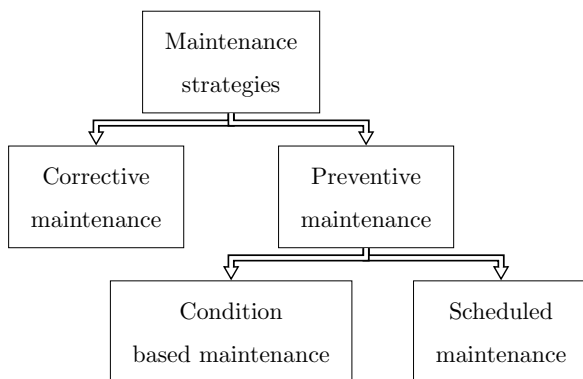 Maintenance
strategies
Corrective
maintenance
Preventive
maintenance
Condition
based maintenance
Scheduled
maintenance